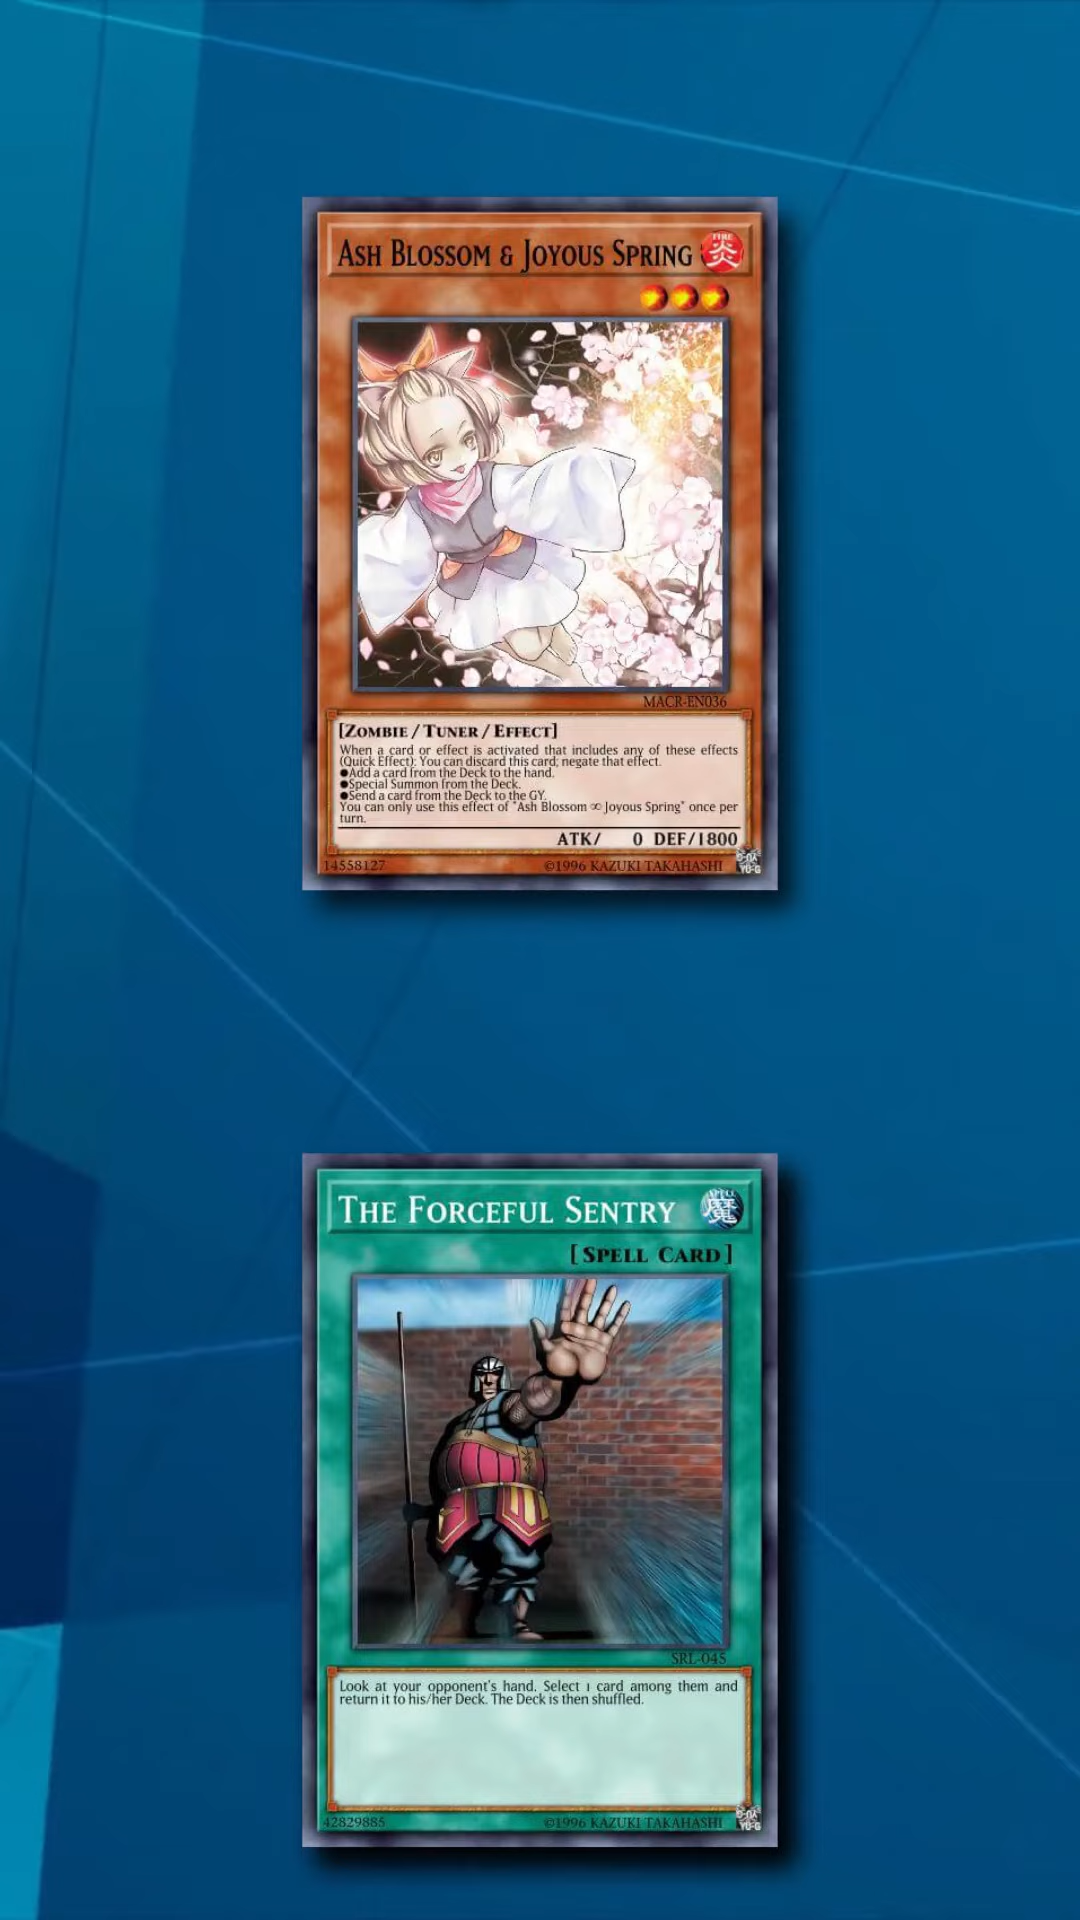 ASH BLOSSOM & JOYOUS SPRING
FIRE
炎
MACR-EN036
[ZOMBIE / TUNER / EFFECT]
When a card or effect is activated that includes any of these effects
(Quick Effect): You can discard this card; negate that effect.
●Add a card from the Deck to the hand.
●Special Summon from the Deck.
●Send a card from the Deck to the GY.
You can only use this effect of "Ash Blossom ∞ Joyous Spring" once per
turn.
ATK/ 0 DEF/1800
14558127 ©1996 KAZUKI TAKAHASHI
THE FORCEFUL SENTRY
SPELL
魔
[ SPELL CARD ]
SRL-045
Look at your opponent's hand. Select 1 card among them and
return it to his/her Deck. The Deck is then shuffled.
42829885 ©1996 KAZUKI TAKAHASHI